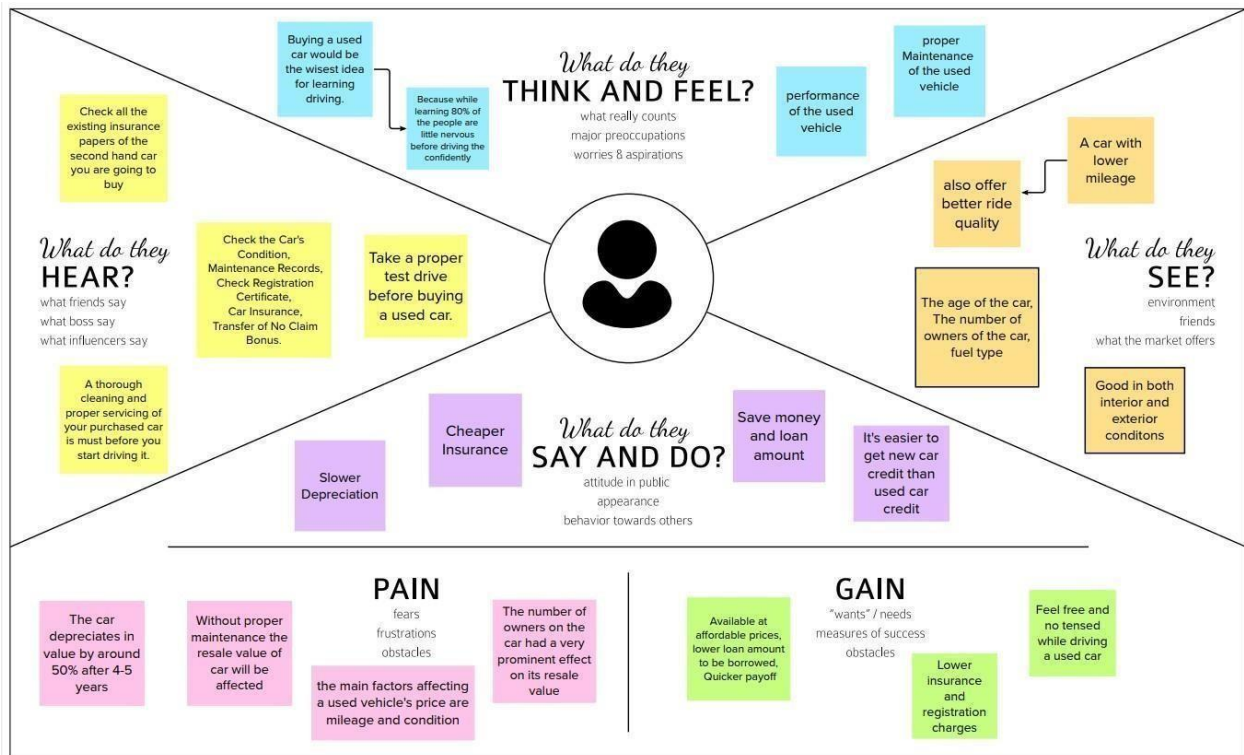 What do they
THINK AND FEEL?
what really counts
major preoccupations
worries & aspirations
Buying a used
car would be
the wisest idea
for learning
driving.
Because while
learning 80% of
the people are
little nervous
before driving the
confidently
performance
of the used
vehicle
proper
Maintenance
of the used
vehicle
What do they
HEAR?
what friends say
what boss say
what influencers say
Check all the
existing insurance
papers of the
second hand car
you are going to
buy
Check the Car's
Condition,
Maintenance Records,
Check Registration
Certificate,
Car Insurance,
Transfer of No Claim
Bonus.
Take a proper
test drive
before buying
a used car.
A thorough
cleaning and
proper servicing of
your purchased car
is must before you
start driving it.
What do they
SEE?
environment
friends
what the market offers
A car with
lower
mileage
also offer
better ride
quality
The age of the car,
The number of
owners of the car,
fuel type
Good in both
interior and
exterior
conditons
What do they
SAY AND DO?
attitude in public
appearance
behavior towards others
Slower
Depreciation
Cheaper
Insurance
Save money
and loan
amount
It's easier to
get new car
credit than
used car
credit
PAIN
fears
frustrations
obstacles
The car
depreciates in
value by around
50% after 4-5
years
Without proper
maintenance the
resale value of
car will be
affected
the main factors affecting
a used vehicle's price are
mileage and condition
The number of
owners on the
car had a very
prominent effect
on its resale
value
GAIN
"wants" / needs
measures of success
obstacles
Available at
affordable prices,
lower loan amount
to be borrowed,
Quicker payoff
Lower
insurance
and
registration
charges
Feel free and
no tensed
while driving
a used car